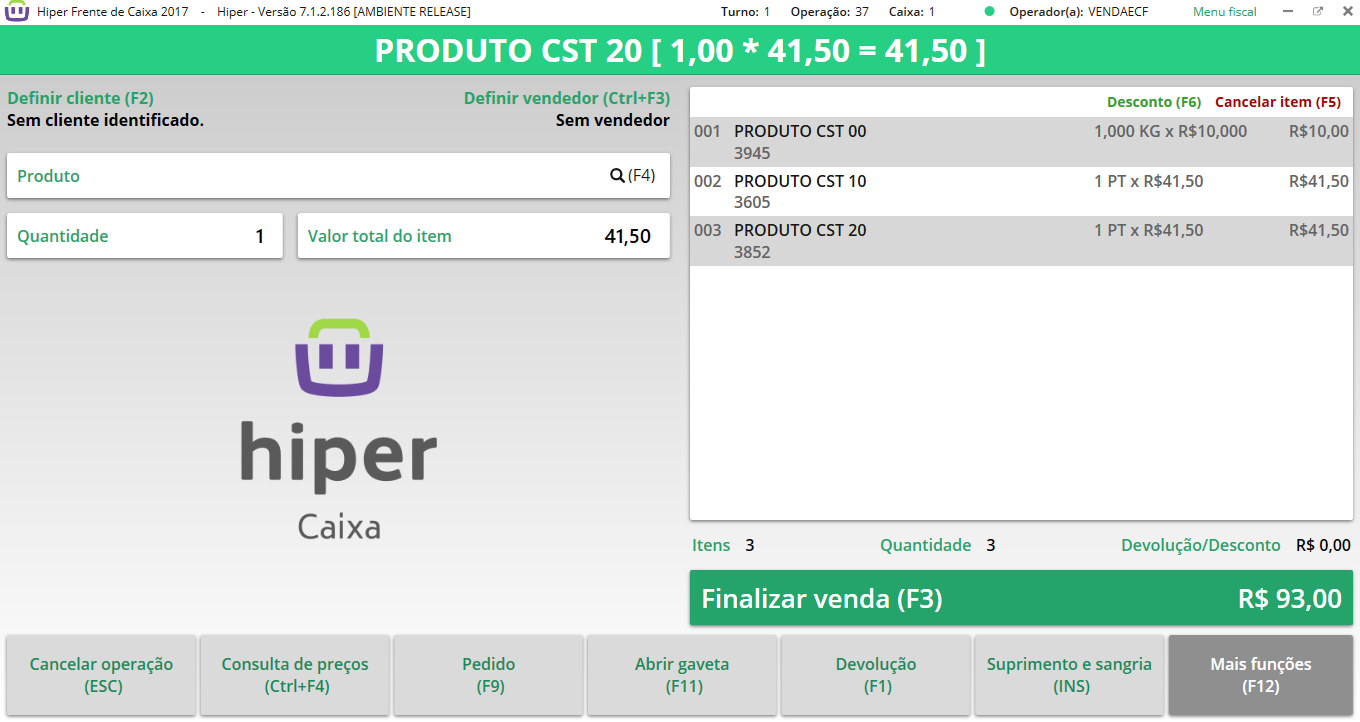 Hiper Frente de Caixa 2017 - Hiper - Versão 7.1.2.186 [AMBIENTE RELEASE] Turno: 1 Operação: 37 Caixa: 1 Operador(a): VENDAECF Menu fiscal
PRODUTO CST 20 [ 1,00 * 41,50 = 41,50 ]
Definir cliente (F2) Definir vendedor (Ctrl+F3)
Sem cliente identificado. Sem vendedor
Produto (F4)
Quantidade 1 Valor total do item 41,50
hiper
Caixa
Desconto (F6) Cancelar item (F5)
001 PRODUTO CST 00 1,000 KG x R$10,000 R$10,00
3945
002 PRODUTO CST 10 1 PT x R$41,50 R$41,50
3605
003 PRODUTO CST 20 1 PT x R$41,50 R$41,50
3852
Itens 3 Quantidade 3 Devolução/Desconto R$ 0,00
Finalizar venda (F3) R$ 93,00
Cancelar operação (ESC)
Consulta de preços (Ctrl+F4)
Pedido (F9)
Abrir gaveta (F11)
Devolução (F1)
Suprimento e sangria (INS)
Mais funções (F12)